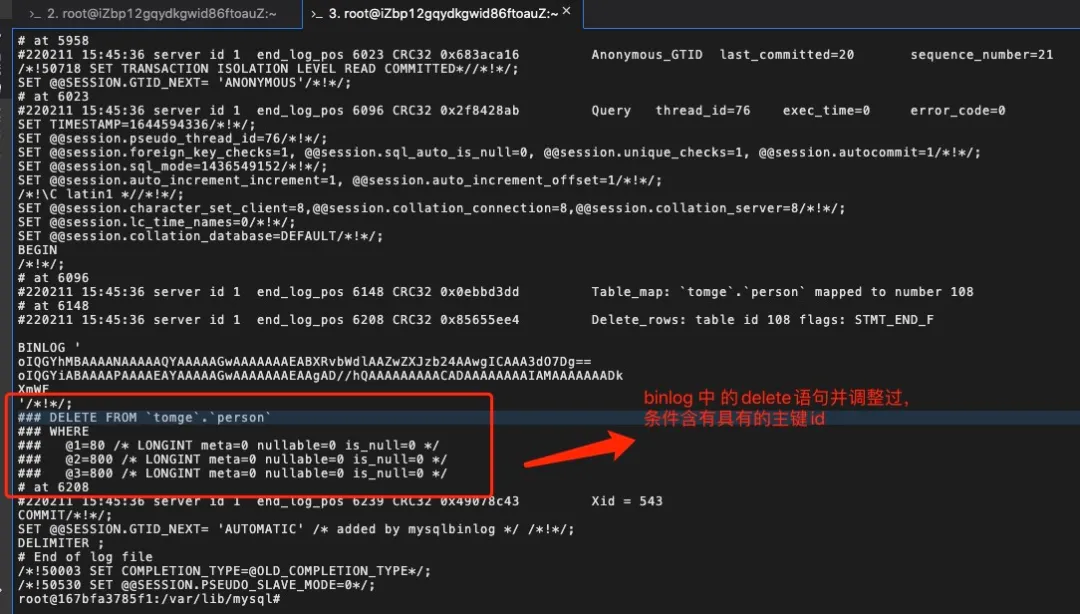 >_ 2. root@iZbp12gqydkgwid86ftoauZ:~ >_ 3. root@iZbp12gqydkgwid86ftoauZ:~ ×
# at 5958
#220211 15:45:36 server id 1  end_log_pos 6023 CRC32 0x683aca16         Anonymous_GTID  last_committed=20       sequence_number=21
/*!50718 SET TRANSACTION ISOLATION LEVEL READ COMMITTED*//*!*/;
SET @@SESSION.GTID_NEXT= 'ANONYMOUS'/*!*/;
# at 6023
#220211 15:45:36 server id 1  end_log_pos 6096 CRC32 0x2f8428ab         Query   thread_id=76    exec_time=0     error_code=0
SET TIMESTAMP=1644594336/*!*/;
SET @@session.pseudo_thread_id=76/*!*/;
SET @@session.foreign_key_checks=1, @@session.sql_auto_is_null=0, @@session.unique_checks=1, @@session.autocommit=1/*!*/;
SET @@session.sql_mode=1436549152/*!*/;
SET @@session.auto_increment_increment=1, @@session.auto_increment_offset=1/*!*/;
/*!\C latin1 *//*!*/;
SET @@session.character_set_client=8,@@session.collation_connection=8,@@session.collation_server=8/*!*/;
SET @@session.lc_time_names=0/*!*/;
SET @@session.collation_database=DEFAULT/*!*/;
BEGIN
/*!*/;
# at 6096
#220211 15:45:36 server id 1  end_log_pos 6148 CRC32 0x0ebbd3dd         Table_map: `tomge`.`person` mapped to number 108
# at 6148
#220211 15:45:36 server id 1  end_log_pos 6208 CRC32 0x85655ee4         Delete_rows: table id 108 flags: STMT_END_F
BINLOG '
oIQGYhMBAAAANAAAAAQYAAAAAGwAAAAAAAEABXRvbWdlAAZwZXJzb24AAwgICAAA3dO7Dg==
oIQGYiABAAAAPAAAAEAYAAAAAGwAAAAAAAEAAgAD//hQAAAAAAAAACADAAAAAAAAIAMAAAAAAADk
XmWF
'/*!*/;
### DELETE FROM `tomge`.`person`
### WHERE
###   @1=80 /* LONGINT meta=0 nullable=0 is_null=0 */
###   @2=800 /* LONGINT meta=0 nullable=0 is_null=0 */
###   @3=800 /* LONGINT meta=0 nullable=0 is_null=0 */
# at 6208
#220211 15:45:36 server id 1  end_log_pos 6239 CRC32 0x49078c43         Xid = 543
COMMIT/*!*/;
SET @@SESSION.GTID_NEXT= 'AUTOMATIC' /* added by mysqlbinlog */ /*!*/;
DELIMITER ;
# End of log file
/*!50003 SET COMPLETION_TYPE=@OLD_COMPLETION_TYPE*/;
/*!50530 SET @@SESSION.PSEUDO_SLAVE_MODE=0*/;
root@167bfa3785f1:/var/lib/mysql#
binlog 中 的delete语句并调整过，
条件含有具有的主键id